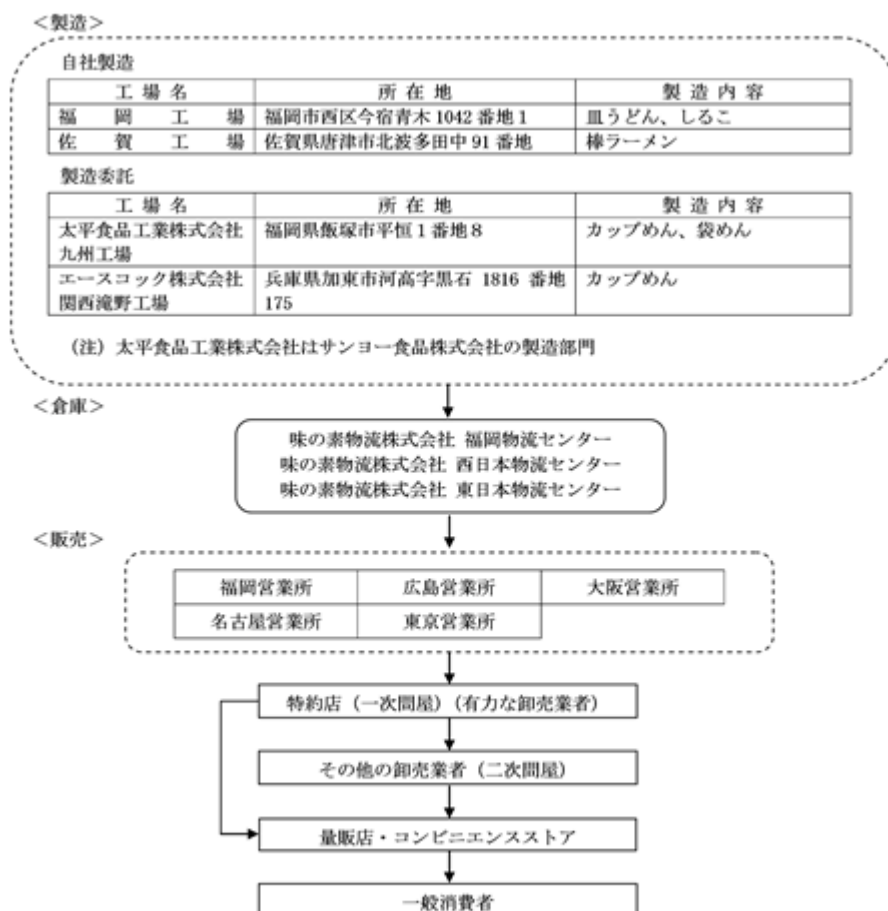 ＜製造＞
自社製造
工場名 所在地 製造内容
福岡工場 福岡市西区今宿青木 1042 番地 1 皿うどん、しるこ
佐賀工場 佐賀県唐津市北波多田中 91 番地 棒ラーメン
製造委託
工場名 所在地 製造内容
太平食品工業株式会社 福岡県飯塚市平恒 1 番地 8 カップめん、袋めん
九州工場
エースコック株式会社 兵庫県加東市河高字黒石 1816 番地 カップめん
関西滝野工場 175
（注）太平食品工業株式会社はサンヨー食品株式会社の製造部門
＜倉庫＞
味の素物流株式会社 福岡物流センター
味の素物流株式会社 西日本物流センター
味の素物流株式会社 東日本物流センター
＜販売＞
福岡営業所 広島営業所 大阪営業所
名古屋営業所 東京営業所
特約店（一次問屋）（有力な卸売業者）
その他の卸売業者（二次問屋）
量販店・コンビニエンスストア
一般消費者